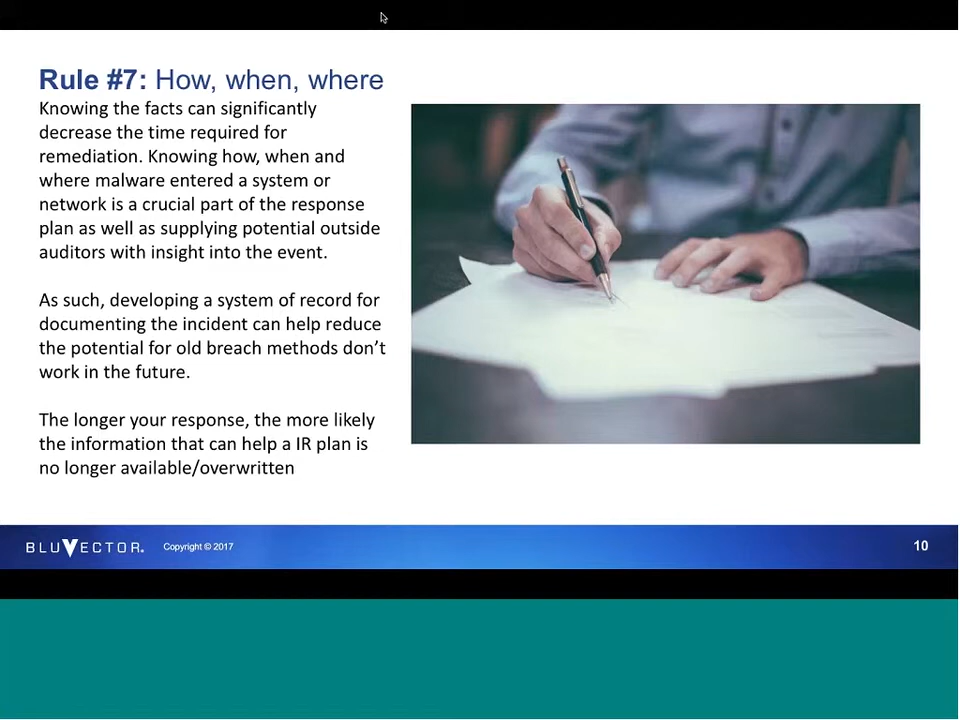 Rule #7: How, when, where
Knowing the facts can significantly
decrease the time required for
remediation. Knowing how, when and
where malware entered a system or
network is a crucial part of the response
plan as well as supplying potential outside
auditors with insight into the event.
As such, developing a system of record for
documenting the incident can help reduce
the potential for old breach methods don't
work in the future.
The longer your response, the more likely
the information that can help a IR plan is
no longer available/overwritten
BLUVECTOR® Copyright © 2017 10